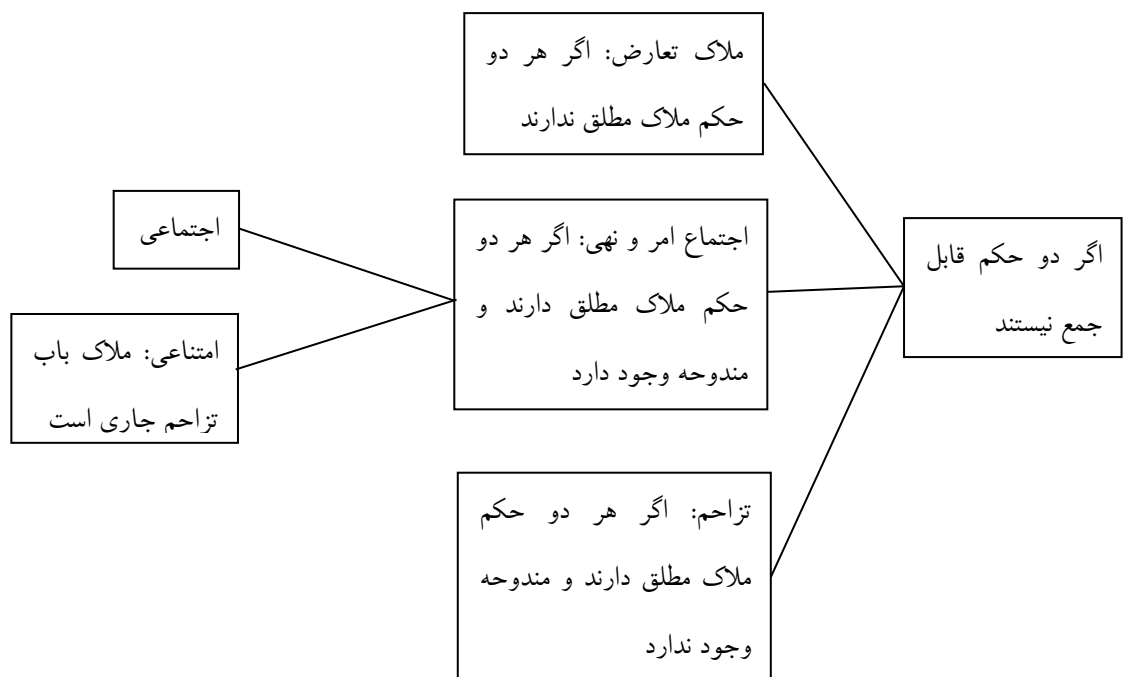 اگر دو حکم قابل
جمع نیستند
ملاک تعارض: اگر هر دو
حکم ملاک مطلق ندارند
اجتماع امر و نهی: اگر هر دو
حکم ملاک مطلق دارند و
مندوحه وجود دارد
تزاحم: اگر هر دو حکم
ملاک مطلق دارند و مندوحه
وجود ندارد
اجتماعی
امتناعی: ملاک باب
تزاحم جاری است